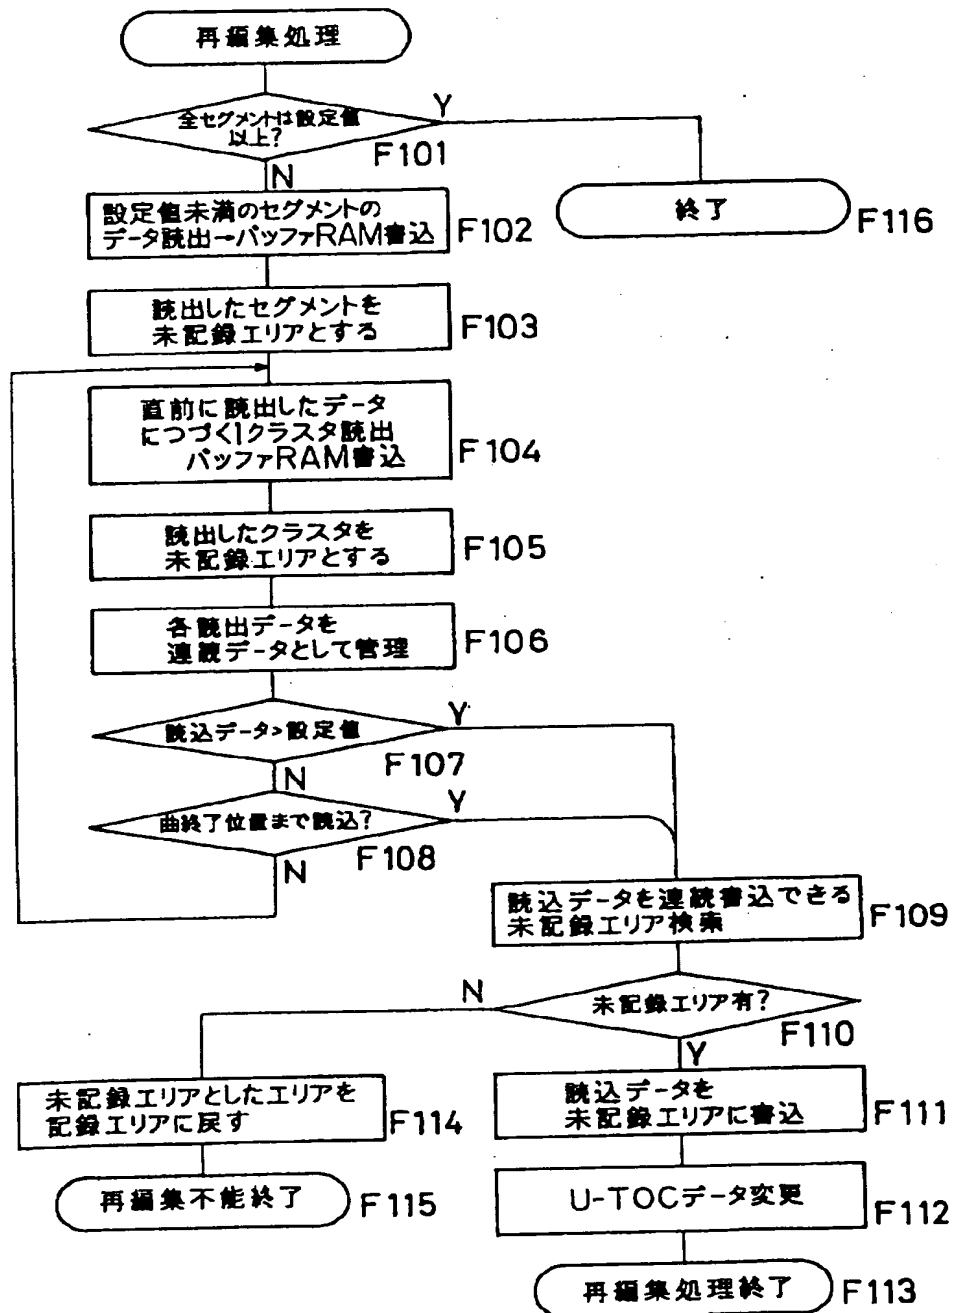 再編集処理
全セグメントは設定値
以上?
Y
F101
N
設定値未満のセグメントの
データ読出→バッファRAM書込
F102
終了
F116
読出したセグメントを
未記録エリアとする
F103
直前に読出したデータ
につづく1クラスタ読出
バッファRAM書込
F104
読出したクラスタを
未記録エリアとする
F105
各読出データを
連続データとして管理
F106
読込データ>設定値
Y
F107
N
曲終了位置まで読込?
Y
F108
N
読込データを連続書込できる
未記録エリア検索
F109
未記録エリア有?
N
F110
Y
未記録エリアとしたエリアを
記録エリアに戻す
F114
読込データを
未記録エリアに書込
F111
再編集不能終了
F115
U-TOCデータ変更
F112
再編集処理終了
F113